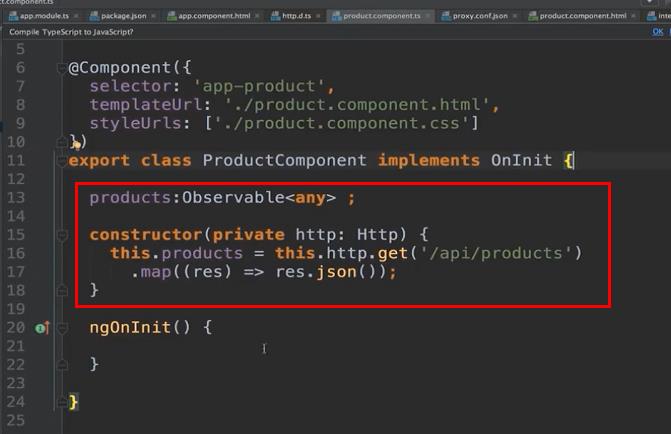 ct.component.ts
app.module.ts package.json app.component.html http.d.ts product.component.ts proxy.conf.json product.component.html inte
Compile TypeScript to JavaScript? OK
5
6 @Component({
7 selector: 'app-product',
8 templateUrl: './product.component.html',
9 styleUrls: ['./product.component.css']
10 })
11 export class ProductComponent implements OnInit {
12
13 products:Observable<any> ;
14
15 constructor(private http: Http) {
16 this.products = this.http.get('/api/products')
17 .map((res) => res.json());
18 }
19
20 ngOnInit() {
21
22 }
23
24 }
25